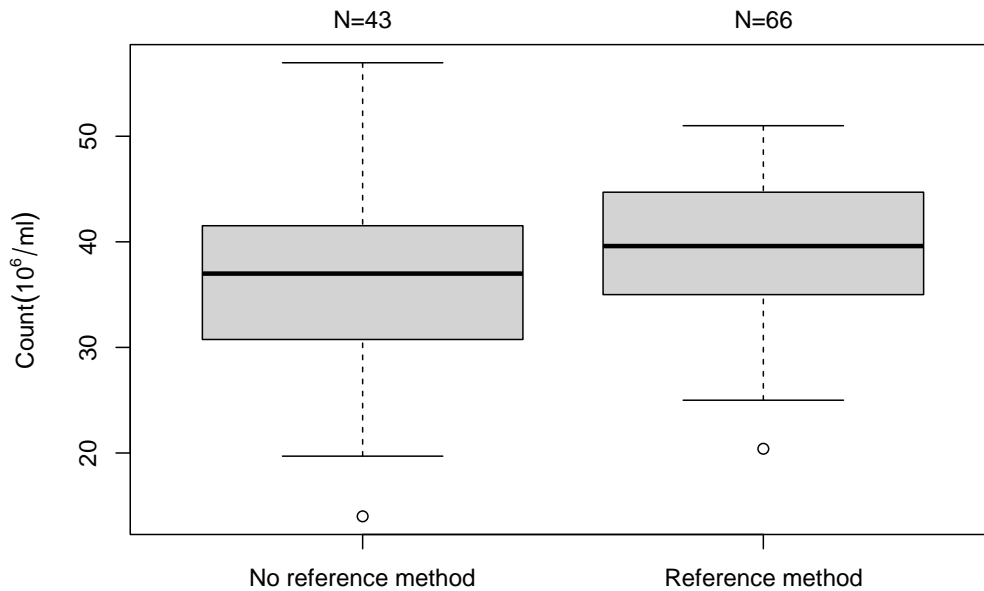 N=43 N=66
Count(10⁶/ml)
50
40
30
20
No reference method Reference method